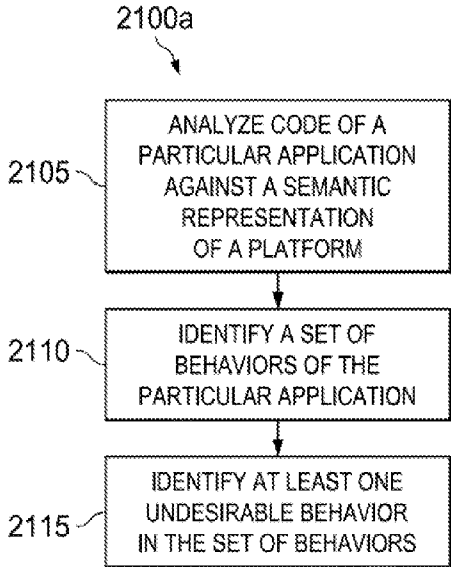 2100a
2105
ANALYZE CODE OF A
PARTICULAR APPLICATION
AGAINST A SEMANTIC
REPRESENTATION
OF A PLATFORM
2110
IDENTIFY A SET OF
BEHAVIORS OF THE
PARTICULAR APPLICATION
2115
IDENTIFY AT LEAST ONE
UNDESIRABLE BEHAVIOR
IN THE SET OF BEHAVIORS